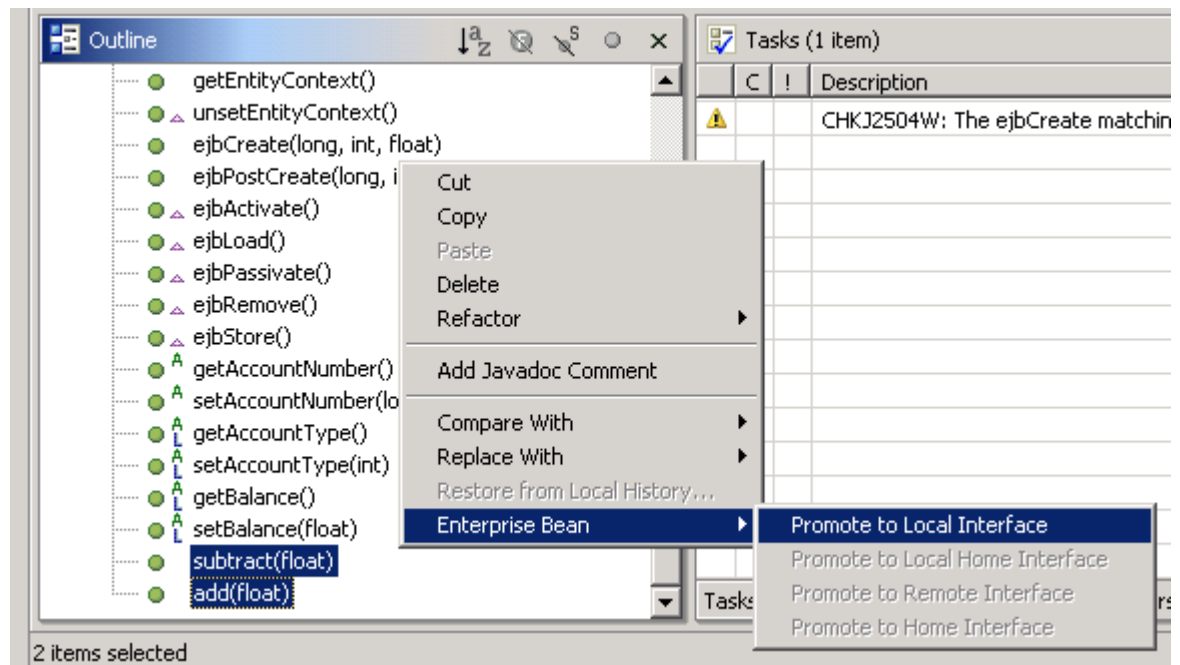 Outline
getEntityContext()
unsetEntityContext()
ejbCreate(long, int, float)
ejbPostCreate(long, i
ejbActivate()
ejbLoad()
ejbPassivate()
ejbRemove()
ejbStore()
A getAccountNumber()
A setAccountNumber(lo
A L getAccountType()
A L setAccountType(int)
A L getBalance()
A L setBalance(float)
subtract(float)
add(float)
2 items selected
Cut
Copy
Paste
Delete
Refactor
Add Javadoc Comment
Compare With
Replace With
Restore from Local History...
Enterprise Bean
Promote to Local Interface
Promote to Local Home Interface
Promote to Remote Interface
Promote to Home Interface
Tasks (1 item)
C ! Description
CHKJ2504W: The ejbCreate matchin
Tasks